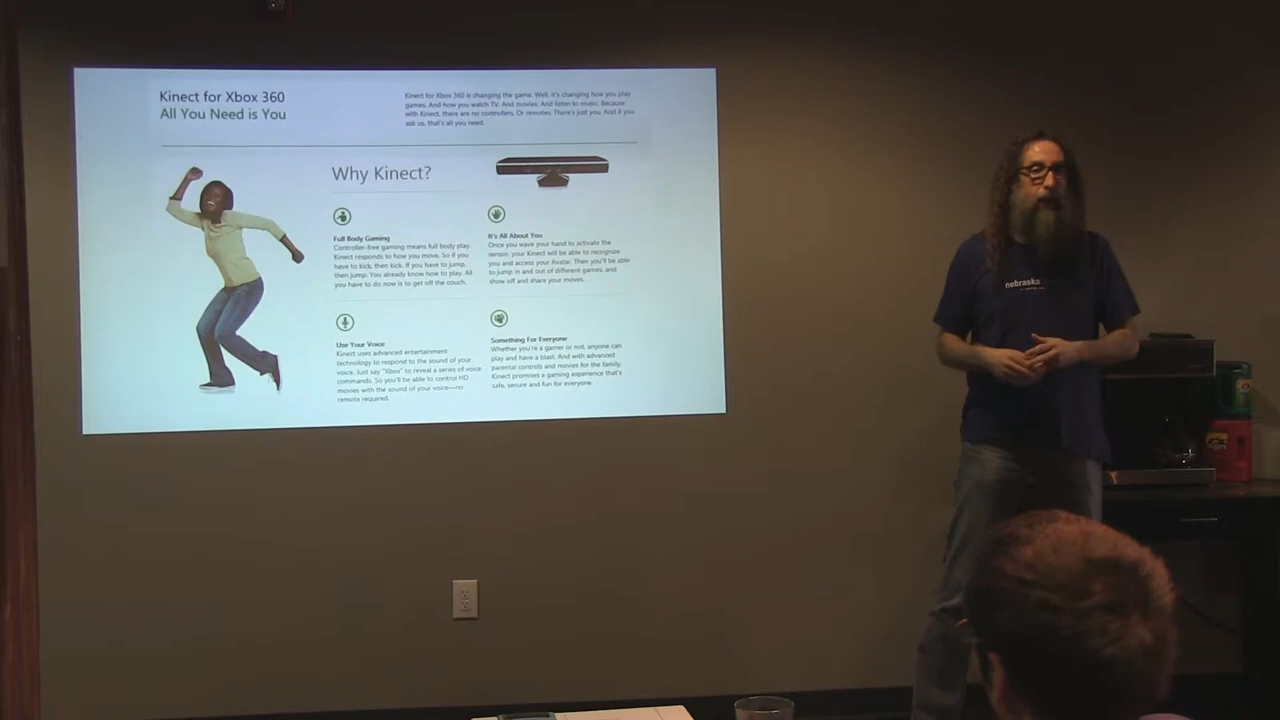 Kinect for Xbox 360
All You Need is You
Kinect for Xbox 360 is changing the game. Well, it's changing how you play
games. And how you watch TV. And movies. And listen to music. Because
with Kinect, there are no controllers. Or remotes. There's just you. And if you
ask us, that's all you need.
Why Kinect?
Full Body Gaming
Controller-free gaming means full body play.
Kinect responds to how you move. So if you
have to kick, then kick. If you have to jump,
then jump. You already know how to play. All
you have to do now is to get off the couch.
It's All About You
Once you wave your hand to activate the
sensor, your Kinect will be able to recognize
you and access your Avatar. Then you'll be able
to jump in and out of different games, and
show off and share your moves.
Use Your Voice
Kinect uses advanced entertainment
technology to respond to the sound of your
voice. Just say "Xbox" to reveal a series of voice
commands. So you'll be able to control HD
movies with the sound of your voice—no
remote required.
Something For Everyone
Whether you're a gamer or not, anyone can
play and have a blast. And with advanced
parental controls and movies for the family,
Kinect promises a gaming experience that's
safe, secure and fun for everyone.
nebraska